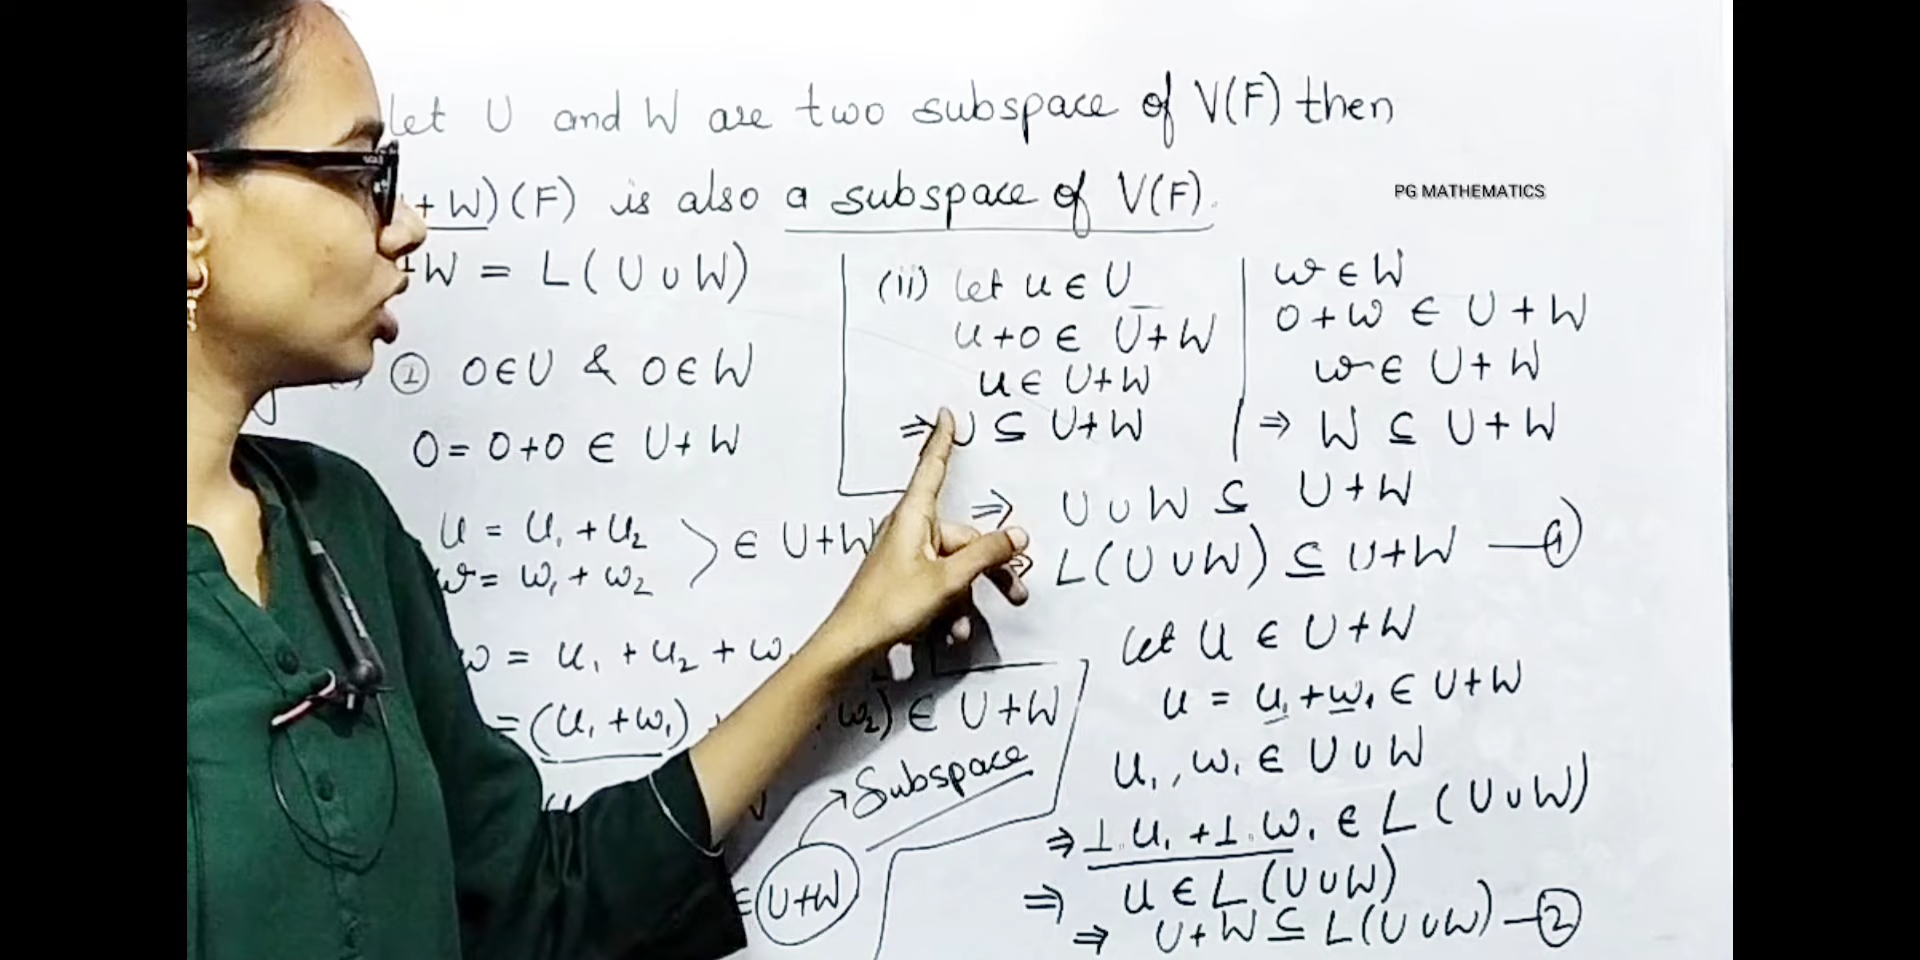 let U and W are two subspace of V(F) then
+ W)(F) is also a subspace of V(F).
PG MATHEMATICS
+W = L(U∪W)
① 0∈U & 0∈W
0 = 0+0 ∈ U+W
u = u₁ + u₂
w = w₁ + w₂
∈ U+W
w = u₁ + u₂ + w
= (u₁ + w₁) w₂) ∈ U+W
Subspace
∈ U+W
(ii) let u ∈ U
u+0 ∈ U+W
u ∈ U+W
⇒ U ⊆ U+W
w ∈ W
0+w ∈ U+W
w ∈ U+W
⇒ W ⊆ U+W
⇒ U∪W ⊆ U+W
⇒ L(U∪W) ⊆ U+W —①
let u ∈ U+W
u = u₁+w₁ ∈ U+W
u₁, w₁ ∈ U∪W
⇒ 1.u₁ + 1.w₁ ∈ L(U∪W)
⇒ u ∈ L(U∪W)
⇒ U+W ⊆ L(U∪W) —②